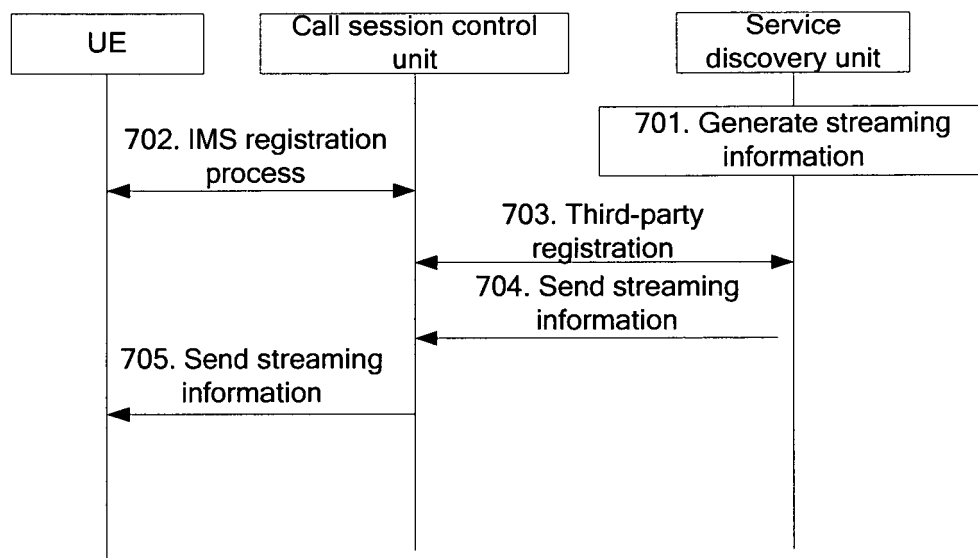 UE
Call session control
unit
Service
discovery unit
701. Generate streaming
information
702. IMS registration
process
703. Third-party
registration
704. Send streaming
information
705. Send streaming
information